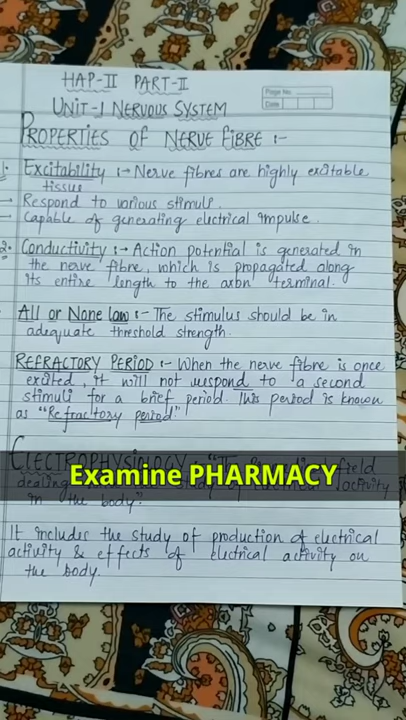 HAP-II PART-II
Page No.
Date
UNIT-1 NERVOUS SYSTEM
PROPERTIES OF NERVE FIBRE :-
1. Excitability :→ Nerve fibres are highly excitable
tissue
→ Respond to various stimuli.
→ Capable of generating electrical impulse.
2. Conductivity :→ Action potential is generated in
the nerve fibre, which is propagated along
its entire length to the axon terminal.
All or None law :- The stimulus should be in
adequate threshold strength.
REFRACTORY PERIOD :- When the nerve fibre is once
excited, it will not respond to a second
stimuli for a brief period. This period is known
as "Refractory period"
ELECTROPHYSIOLOGY field
Examine PHARMACY
dealing activity
in the body"
It includes the study of production of electrical
activity & effects of electrical activity on
the body.